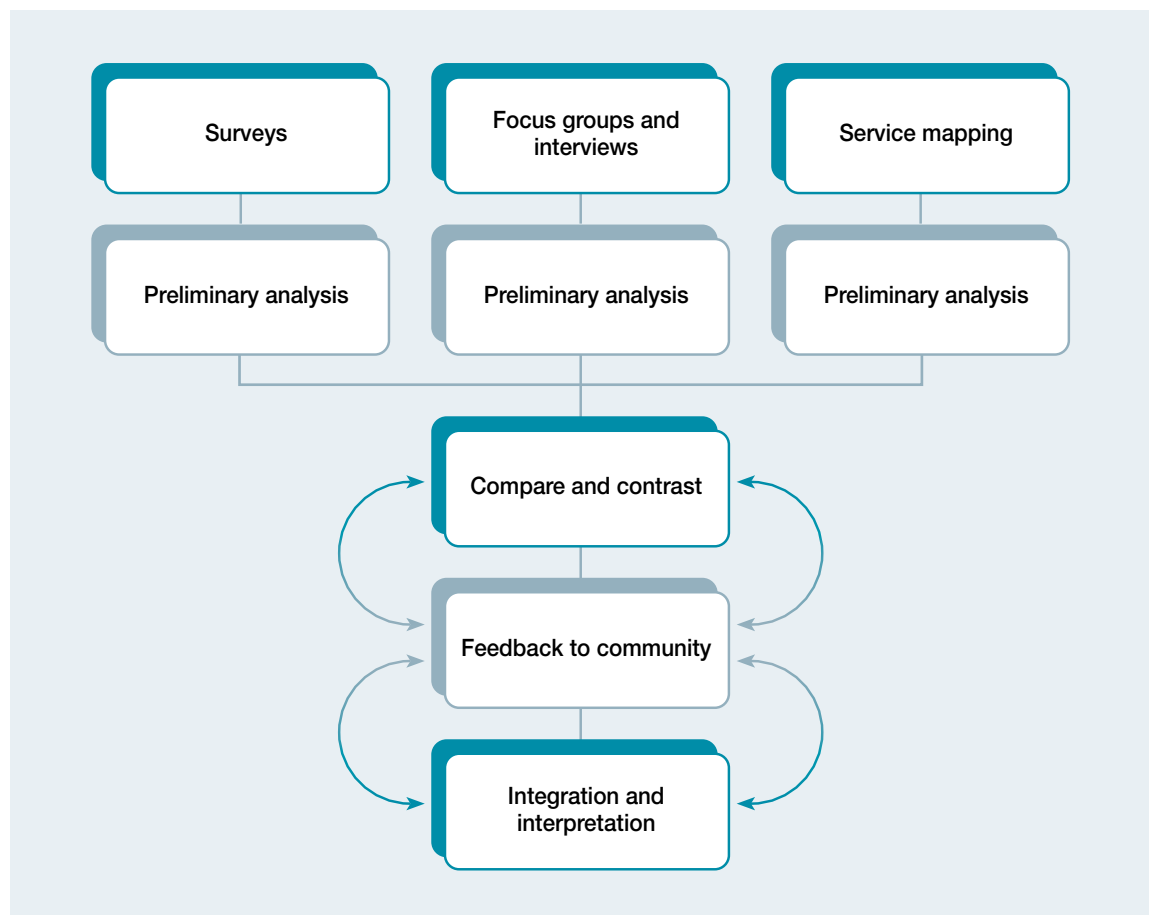 Surveys
Focus groups and
interviews
Service mapping
Preliminary analysis
Preliminary analysis
Preliminary analysis
Compare and contrast
Feedback to community
Integration and
interpretation